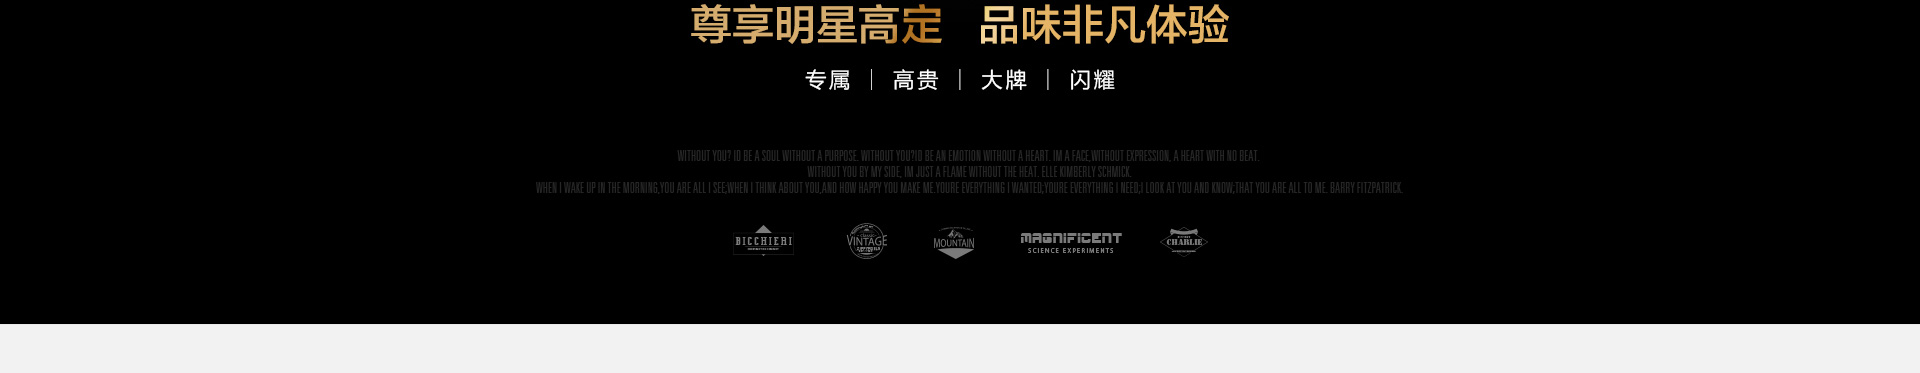 尊享明星高定 品味非凡体验
专属 | 高贵 | 大牌 | 闪耀
WITHOUT YOU? ID BE A SOUL WITHOUT A PURPOSE. WITHOUT YOU?ID BE AN EMOTION WITHOUT A HEART. IM A FACE,WITHOUT EXPRESSION, A HEART WITH NO BEAT.
WITHOUT YOU BY MY SIDE, IM JUST A FLAME WITHOUT THE HEAT. ELLE KIMBERLY SCHMICK.
WHEN I WAKE UP IN THE MORNING,YOU ARE ALL I SEE;WHEN I THINK ABOUT YOU,AND HOW HAPPY YOU MAKE ME.YOURE EVERYTHING I WANTED;YOURE EVERYTHING I NEED;I LOOK AT YOU AND KNOW;THAT YOU ARE ALL TO ME. BARRY FITZPATRICK.
BICCHIERI
CLASSIC
VINTAGE
MOUNTAIN
MAGNIFICENT
SCIENCE EXPERIMENTS
CHARLIE